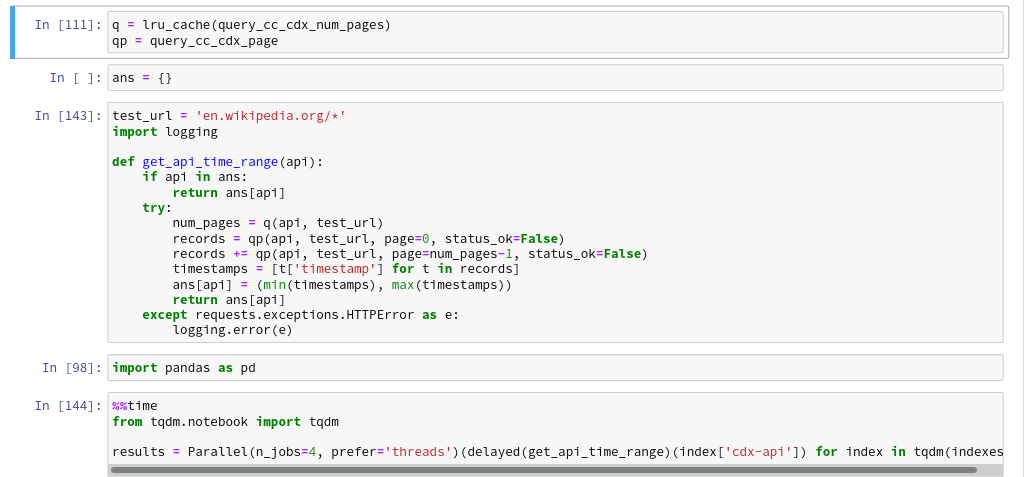 In [111]: q = lru_cache(query_cc_cdx_num_pages)
qp = query_cc_cdx_page
In [ ]: ans = {}
In [143]: test_url = 'en.wikipedia.org/*'
import logging
def get_api_time_range(api):
    if api in ans:
        return ans[api]
    try:
        num_pages = q(api, test_url)
        records = qp(api, test_url, page=0, status_ok=False)
        records += qp(api, test_url, page=num_pages-1, status_ok=False)
        timestamps = [t['timestamp'] for t in records]
        ans[api] = (min(timestamps), max(timestamps))
        return ans[api]
    except requests.exceptions.HTTPError as e:
        logging.error(e)
In [98]: import pandas as pd
In [144]: %%time
from tqdm.notebook import tqdm
results = Parallel(n_jobs=4, prefer='threads')(delayed(get_api_time_range)(index['cdx-api']) for index in tqdm(indexes